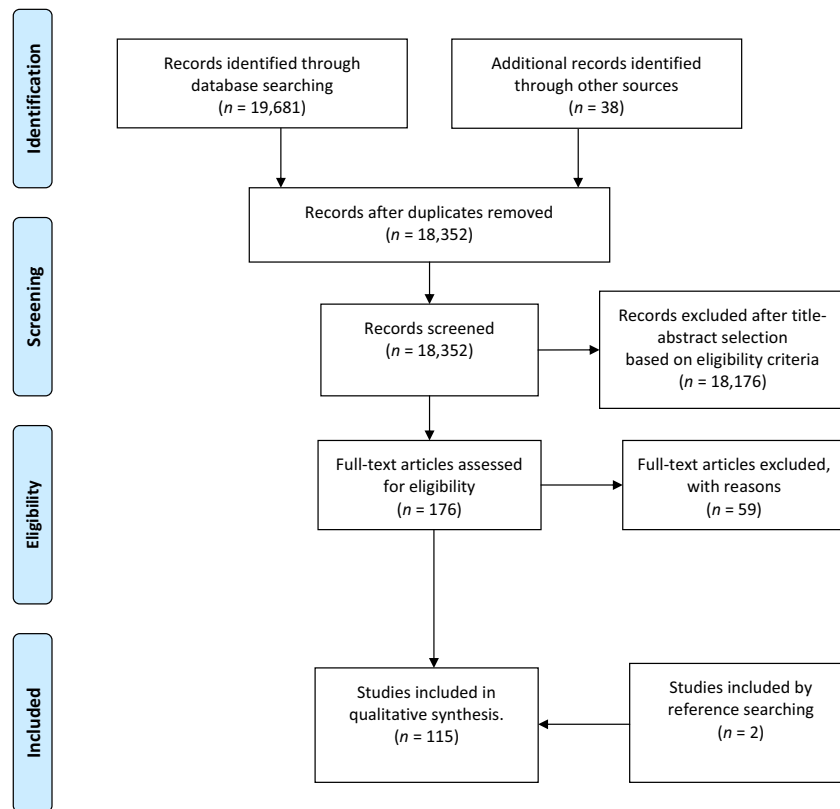 Identification
Records identified through
database searching
(n = 19,681)
Additional records identified
through other sources
(n = 38)
Records after duplicates removed
(n = 18,352)
Screening
Records screened
(n = 18,352)
Records excluded after title-
abstract selection
based on eligibility criteria
(n = 18,176)
Eligibility
Full-text articles assessed
for eligibility
(n = 176)
Full-text articles excluded,
with reasons
(n = 59)
Included
Studies included in
qualitative synthesis.
(n = 115)
Studies included by
reference searching
(n = 2)